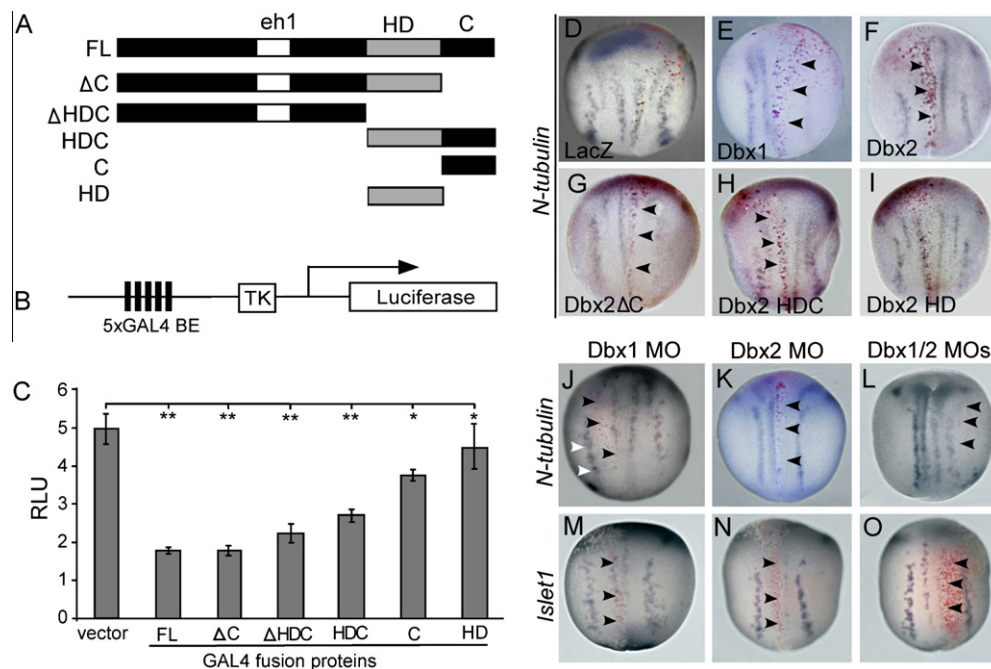 A
eh1
HD
C
FL
ΔC
ΔHDC
HDC
C
HD
B
5xGAL4 BE
TK
Luciferase
C
RLU
6
5
4
3
2
1
0
** ** ** ** * *
vector FL ΔC ΔHDC HDC C HD
GAL4 fusion proteins
N-tubulin
D
LacZ
E
Dbx1
F
Dbx2
G
Dbx2ΔC
H
Dbx2 HDC
I
Dbx2 HD
Dbx1 MO Dbx2 MO Dbx1/2 MOs
N-tubulin
J
K
L
Islet1
M
N
O